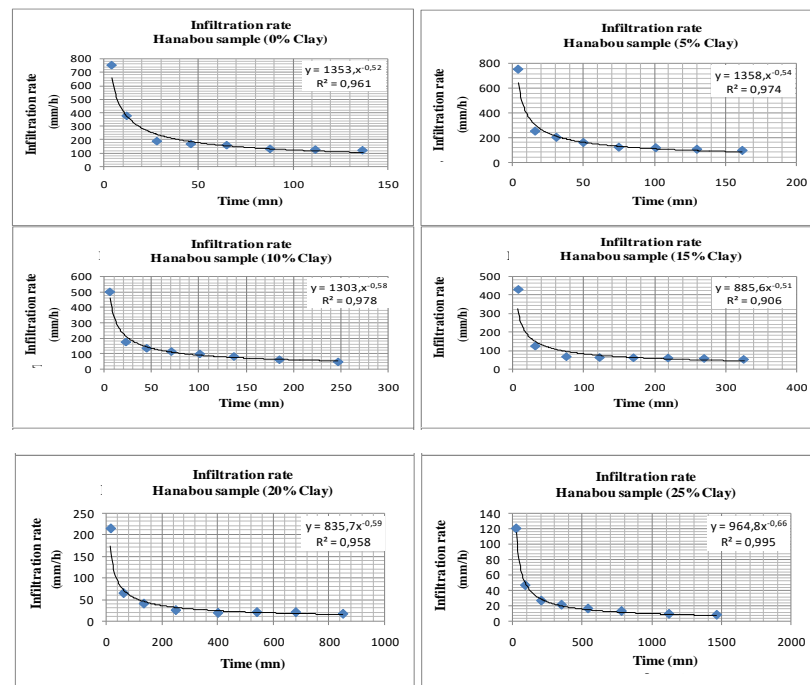 Infiltration rate
Hanabou sample (0% Clay)
Infiltration rate
(mm/h)
800
700
600
500
400
300
200
100
0
y = 1353,x^-0,52
R² = 0,961
0 50 100 150
Time (mn)
Infiltration rate
Hanabou sample (5% Clay)
Infiltration rate
(mm/h)
800
600
400
200
0
y = 1358,x^-0,54
R² = 0,974
0 50 100 150 200
Time (mn)
Infiltration rate
Hanabou sample (10% Clay)
Infiltration rate
(mm/h)
600
500
400
300
200
100
0
y = 1303,x^-0,58
R² = 0,978
0 50 100 150 200 250 300
Time (mn)
Infiltration rate
Hanabou sample (15% Clay)
Infiltration rate
(mm/h)
500
400
300
200
100
0
y = 885,6x^-0,51
R² = 0,906
0 100 200 300 400
Time (mn)
Infiltration rate
Hanabou sample (20% Clay)
Infiltration rate
(mm/h)
250
200
150
100
50
0
y = 835,7x^-0,59
R² = 0,958
0 200 400 600 800 1000
Time (mn)
Infiltration rate
Hanabou sample (25% Clay)
Infiltration rate
(mm/h)
140
120
100
80
60
40
20
0
y = 964,8x^-0,66
R² = 0,995
0 500 1000 1500 2000
Time (mn)